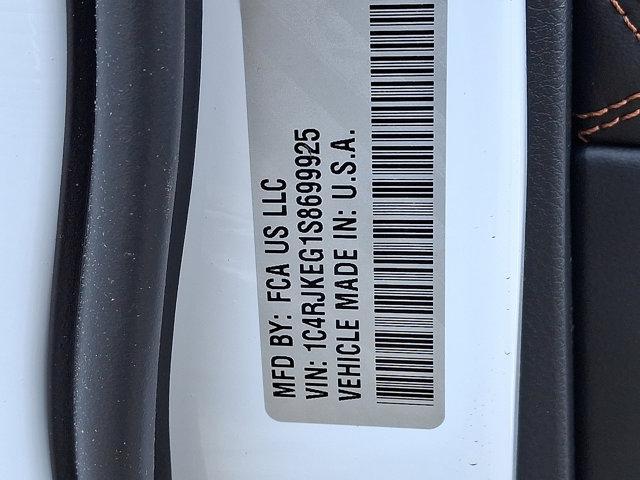 MFD BY: FCA US LLC
VIN: 1C4RJKEG1S8699925
VEHICLE MADE IN: U.S.A.